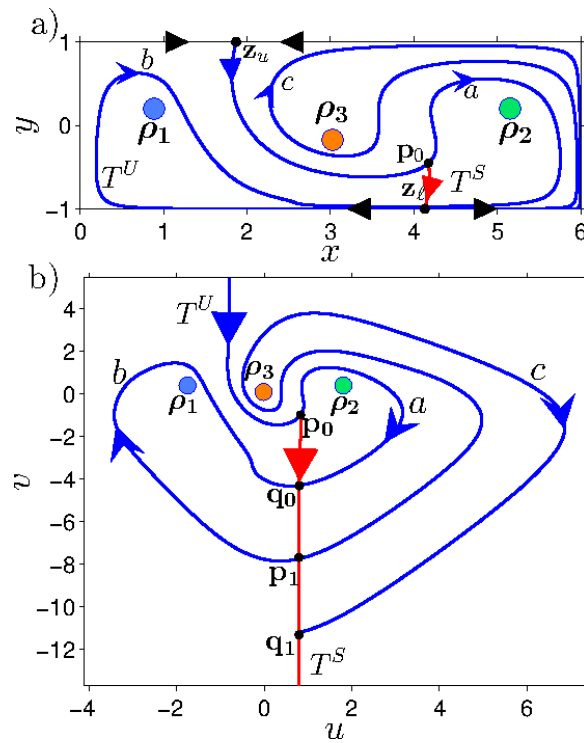 a)
1
z_u
b
c
a
ρ_3
ρ_1
ρ_2
y
0
p_0
T^U
z_ℓ
T^S
-1
0 1 2 3 4 5 6
x
b)
4
T^U
2
b
ρ_3
c
0
ρ_1
ρ_2
a
p_0
-2
v
-4
q_0
-6
-8
p_1
-10
q_1
-12
T^S
-4 -2 0 2 4 6
u